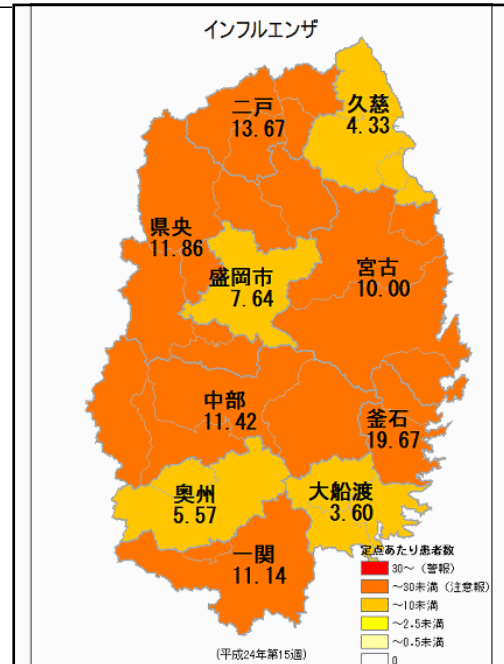 インフルエンザ
二戸
13.67
久慈
4.33
県央
11.86
盛岡市
7.64
宮古
10.00
中部
11.42
釜石
19.67
奥州
5.57
大船渡
3.60
一関
11.14
定点あたり患者数
30～（警報）
～30未満（注意報）
～10未満
～2.5未満
～0.5未満
0
(平成24年第15週)